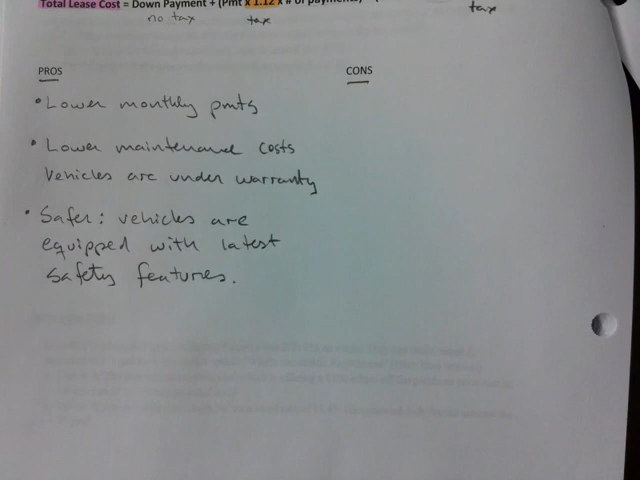 Total Lease Cost = Down Payment + (Pmt x 1.12 x # of payments)
no tax tax tax
PROS CONS
• Lower monthly pmts
• Lower maintenance costs
Vehicles are under warranty
• Safer: vehicles are
equipped with latest
safety features.